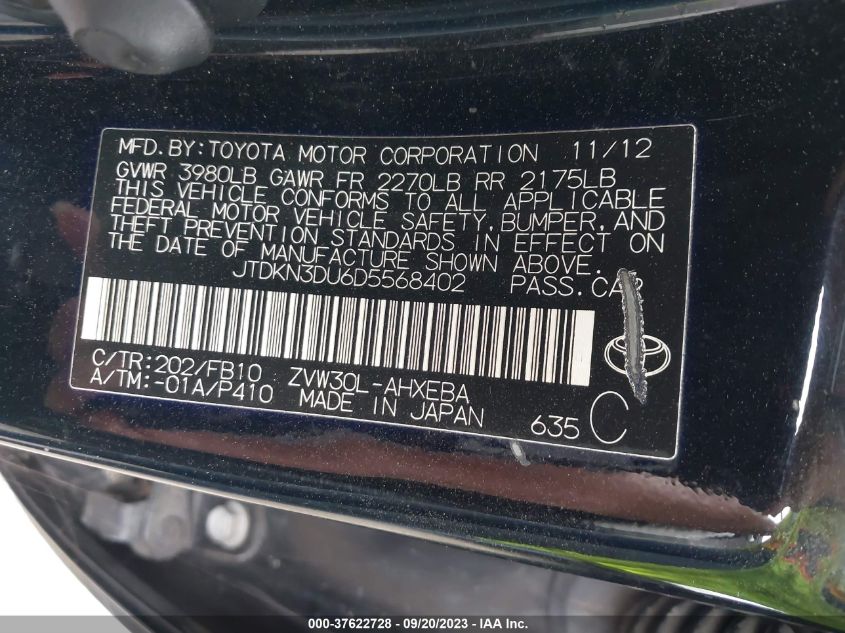 MFD.BY:TOYOTA MOTOR CORPORATION 11/12
GVWR 3980LB GAWR FR 2270LB RR 2175LB
THIS VEHICLE CONFORMS TO ALL APPLICABLE
FEDERAL MOTOR VEHICLE SAFETY, BUMPER, AND
THEFT PREVENTION STANDARDS IN EFFECT ON
THE DATE OF MANUFACTURE SHOWN ABOVE.
JTDKN3DU6D5568402 PASS.CAR
C/TR:202/FB10 ZVW30L-AHXEBA
A/TM:-01A/P410 MADE IN JAPAN 635 C
000-37622728 - 09/20/2023 - IAA Inc.